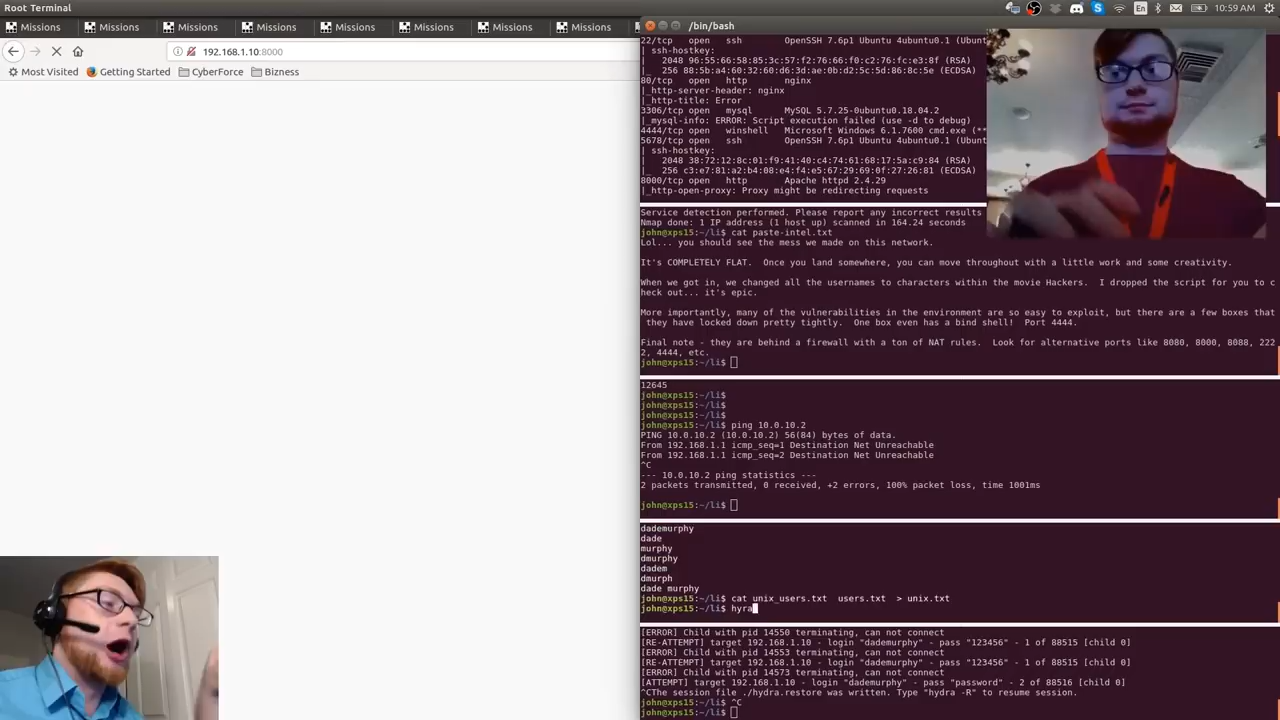 Root Terminal
En
10:59 AM
Missions
Missions
Missions
Missions
Missions
Missions
Missions
Missions
/bin/bash
192.168.1.10:8000
Most Visited
Getting Started
CyberForce
Bizness
22/tcp open ssh OpenSSH 7.6p1 Ubuntu 4ubuntu0.1 (Ubunt
| ssh-hostkey:
| 2048 96:55:66:58:85:3c:57:f2:76:66:f0:c2:76:fc:e3:8f (RSA)
|_ 256 88:5b:a4:60:32:60:d6:3d:ae:0b:d2:5c:5d:86:8c:5e (ECDSA)
80/tcp open http nginx
|_http-server-header: nginx
|_http-title: Error
3306/tcp open mysql MySQL 5.7.25-0ubuntu0.18.04.2
|_mysql-info: ERROR: Script execution failed (use -d to debug)
4444/tcp open winshell Microsoft Windows 6.1.7600 cmd.exe (**
5678/tcp open ssh OpenSSH 7.6p1 Ubuntu 4ubuntu0.1 (Ubunt
| ssh-hostkey:
| 2048 38:72:12:8c:01:f9:41:40:c4:74:61:68:17:5a:c9:84 (RSA)
|_ 256 c3:e7:81:a2:b4:08:e4:f4:e5:67:29:69:0f:27:26:81 (ECDSA)
8000/tcp open http Apache httpd 2.4.29
|_http-open-proxy: Proxy might be redirecting requests
Service detection performed. Please report any incorrect results
Nmap done: 1 IP address (1 host up) scanned in 164.24 seconds
john@xps15:~/li$ cat paste-intel.txt
Lol... you should see the mess we made on this network.
It's COMPLETELY FLAT. Once you land somewhere, you can move throughout with a little work and some creativity.
When we got in, we changed all the usernames to characters within the movie Hackers. I dropped the script for you to c
heck out... it's epic.
More importantly, many of the vulnerabilities in the environment are so easy to exploit, but there are a few boxes that
they have locked down pretty tightly. One box even has a bind shell! Port 4444.
Final note - they are behind a firewall with a ton of NAT rules. Look for alternative ports like 8080, 8000, 8088, 222
2, 4444, etc.
john@xps15:~/li$
12645
john@xps15:~/li$
john@xps15:~/li$
john@xps15:~/li$
john@xps15:~/li$ ping 10.0.10.2
PING 10.0.10.2 (10.0.10.2) 56(84) bytes of data.
From 192.168.1.1 icmp_seq=1 Destination Net Unreachable
From 192.168.1.1 icmp_seq=2 Destination Net Unreachable
^C
--- 10.0.10.2 ping statistics ---
2 packets transmitted, 0 received, +2 errors, 100% packet loss, time 1001ms
john@xps15:~/li$
dademurphy
dade
murphy
dmurphy
dadem
dmurph
dade murphy
john@xps15:~/li$ cat unix_users.txt users.txt > unix.txt
john@xps15:~/li$ hyra
[ERROR] Child with pid 14550 terminating, can not connect
[RE-ATTEMPT] target 192.168.1.10 - login "dademurphy" - pass "123456" - 1 of 88515 [child 0]
[ERROR] Child with pid 14553 terminating, can not connect
[RE-ATTEMPT] target 192.168.1.10 - login "dademurphy" - pass "123456" - 1 of 88515 [child 0]
[ERROR] Child with pid 14573 terminating, can not connect
[ATTEMPT] target 192.168.1.10 - login "dademurphy" - pass "password" - 2 of 88516 [child 0]
^CThe session file ./hydra.restore was written. Type "hydra -R" to resume session.
john@xps15:~/li$ ^C
john@xps15:~/li$